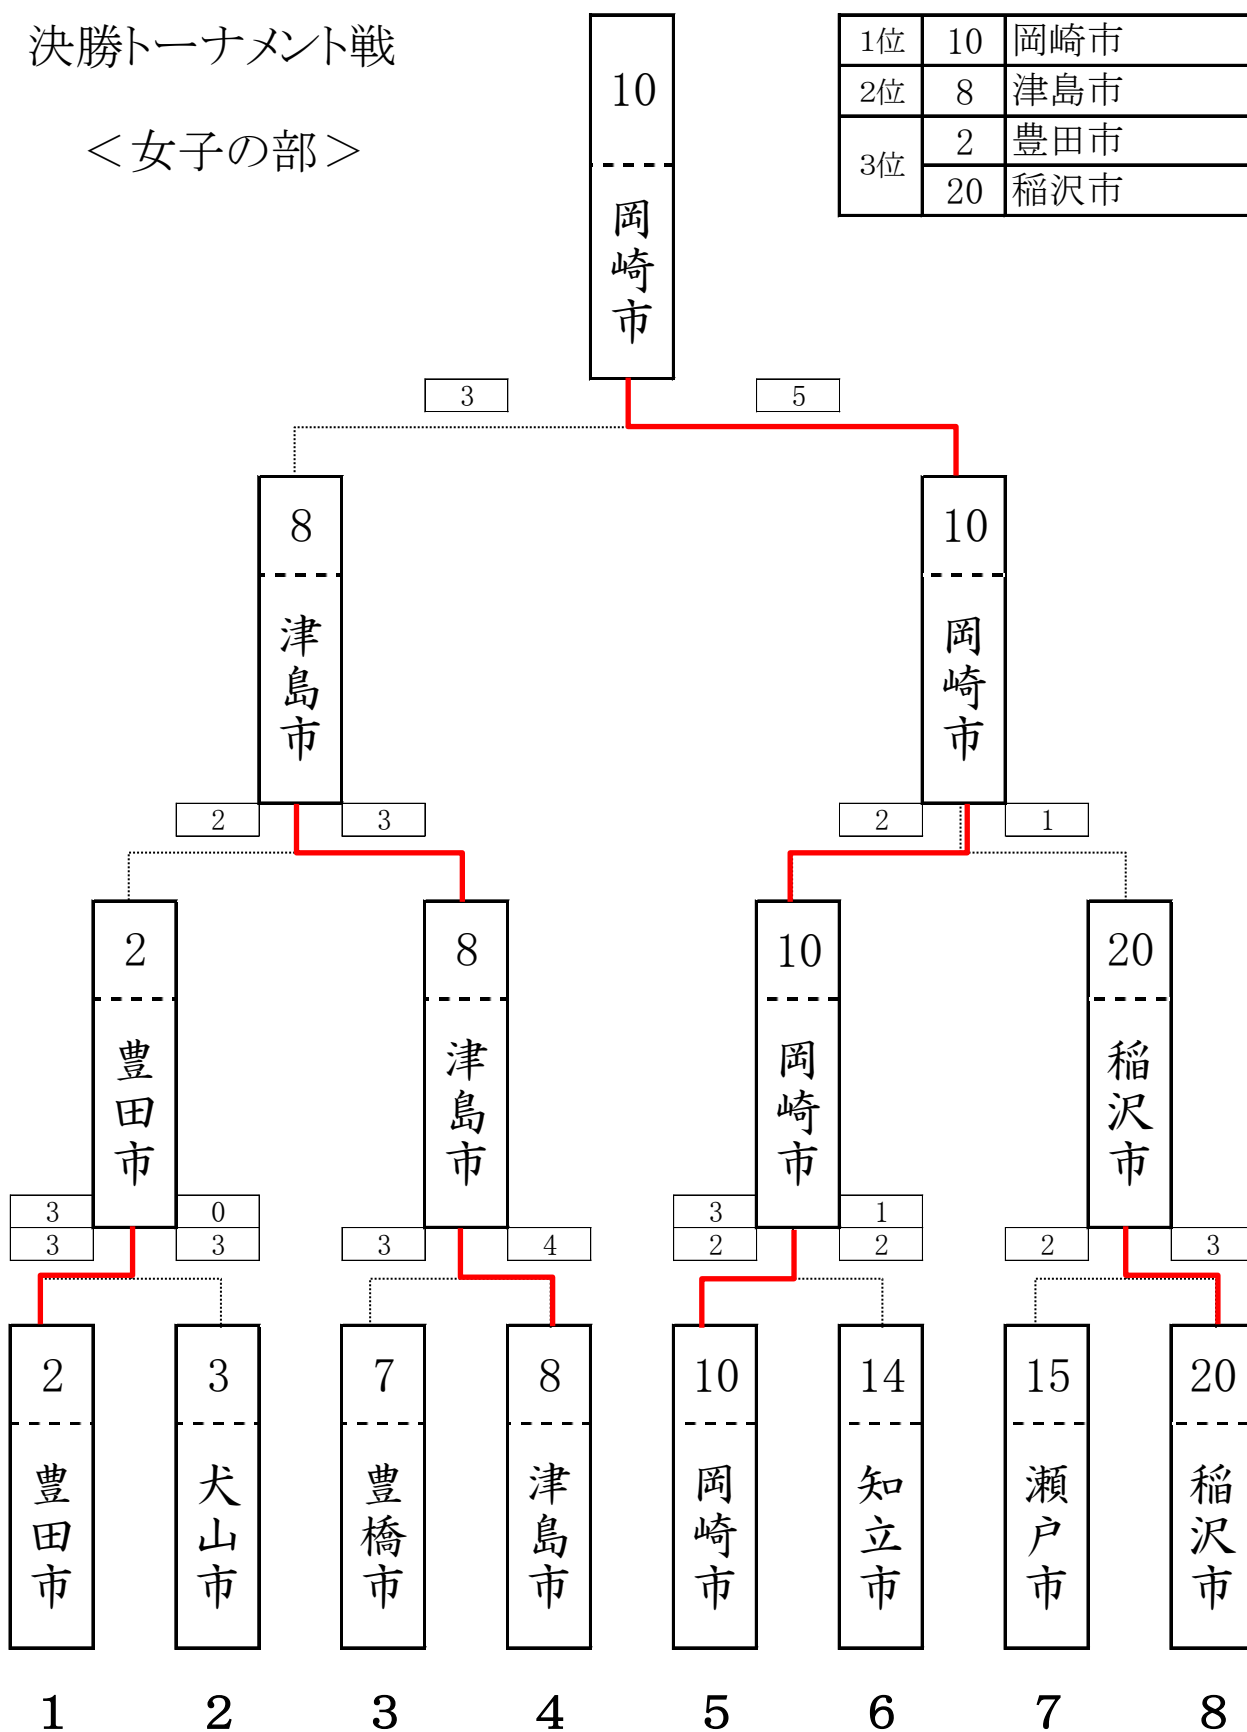 決勝トーナメント戦
＜女子の部＞
1位 10 岡崎市
2位 8 津島市
3位 2 豊田市
20 稲沢市
10
岡崎市
3 5
8 10
津島市 岡崎市
2 3 2 1
2 8 10 20
豊田市 津島市 岡崎市 稲沢市
3 0 3 1
3 3 3 4 2 2 2 3
2 3 7 8 10 14 15 20
豊田市 犬山市 豊橋市 津島市 岡崎市 知立市 瀬戸市 稲沢市
1 2 3 4 5 6 7 8